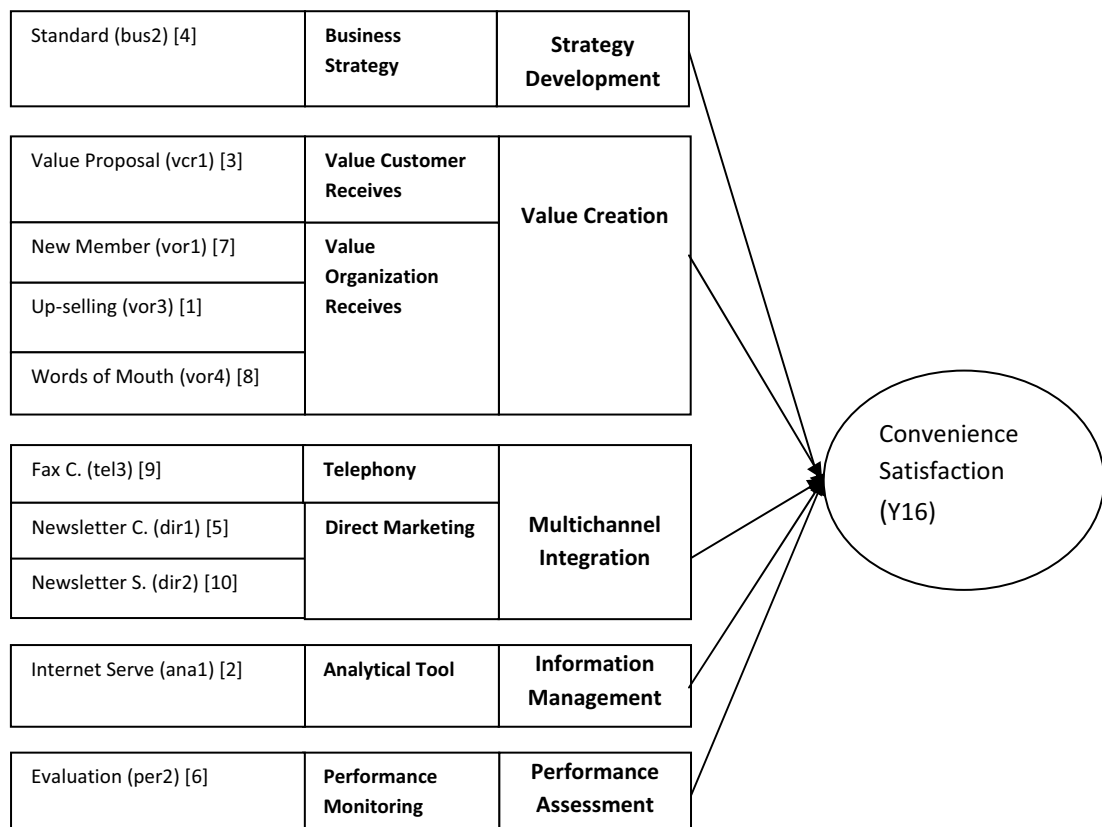 Standard (bus2) [4]
Business
Strategy
Strategy
Development
Value Proposal (vcr1) [3]
Value Customer
Receives
Value Creation
New Member (vor1) [7]
Value
Organization
Receives
Up-selling (vor3) [1]
Words of Mouth (vor4) [8]
Fax C. (tel3) [9]
Telephony
Multichannel
Integration
Newsletter C. (dir1) [5]
Direct Marketing
Newsletter S. (dir2) [10]
Internet Serve (ana1) [2]
Analytical Tool
Information
Management
Evaluation (per2) [6]
Performance
Monitoring
Performance
Assessment
Convenience
Satisfaction
(Y16)